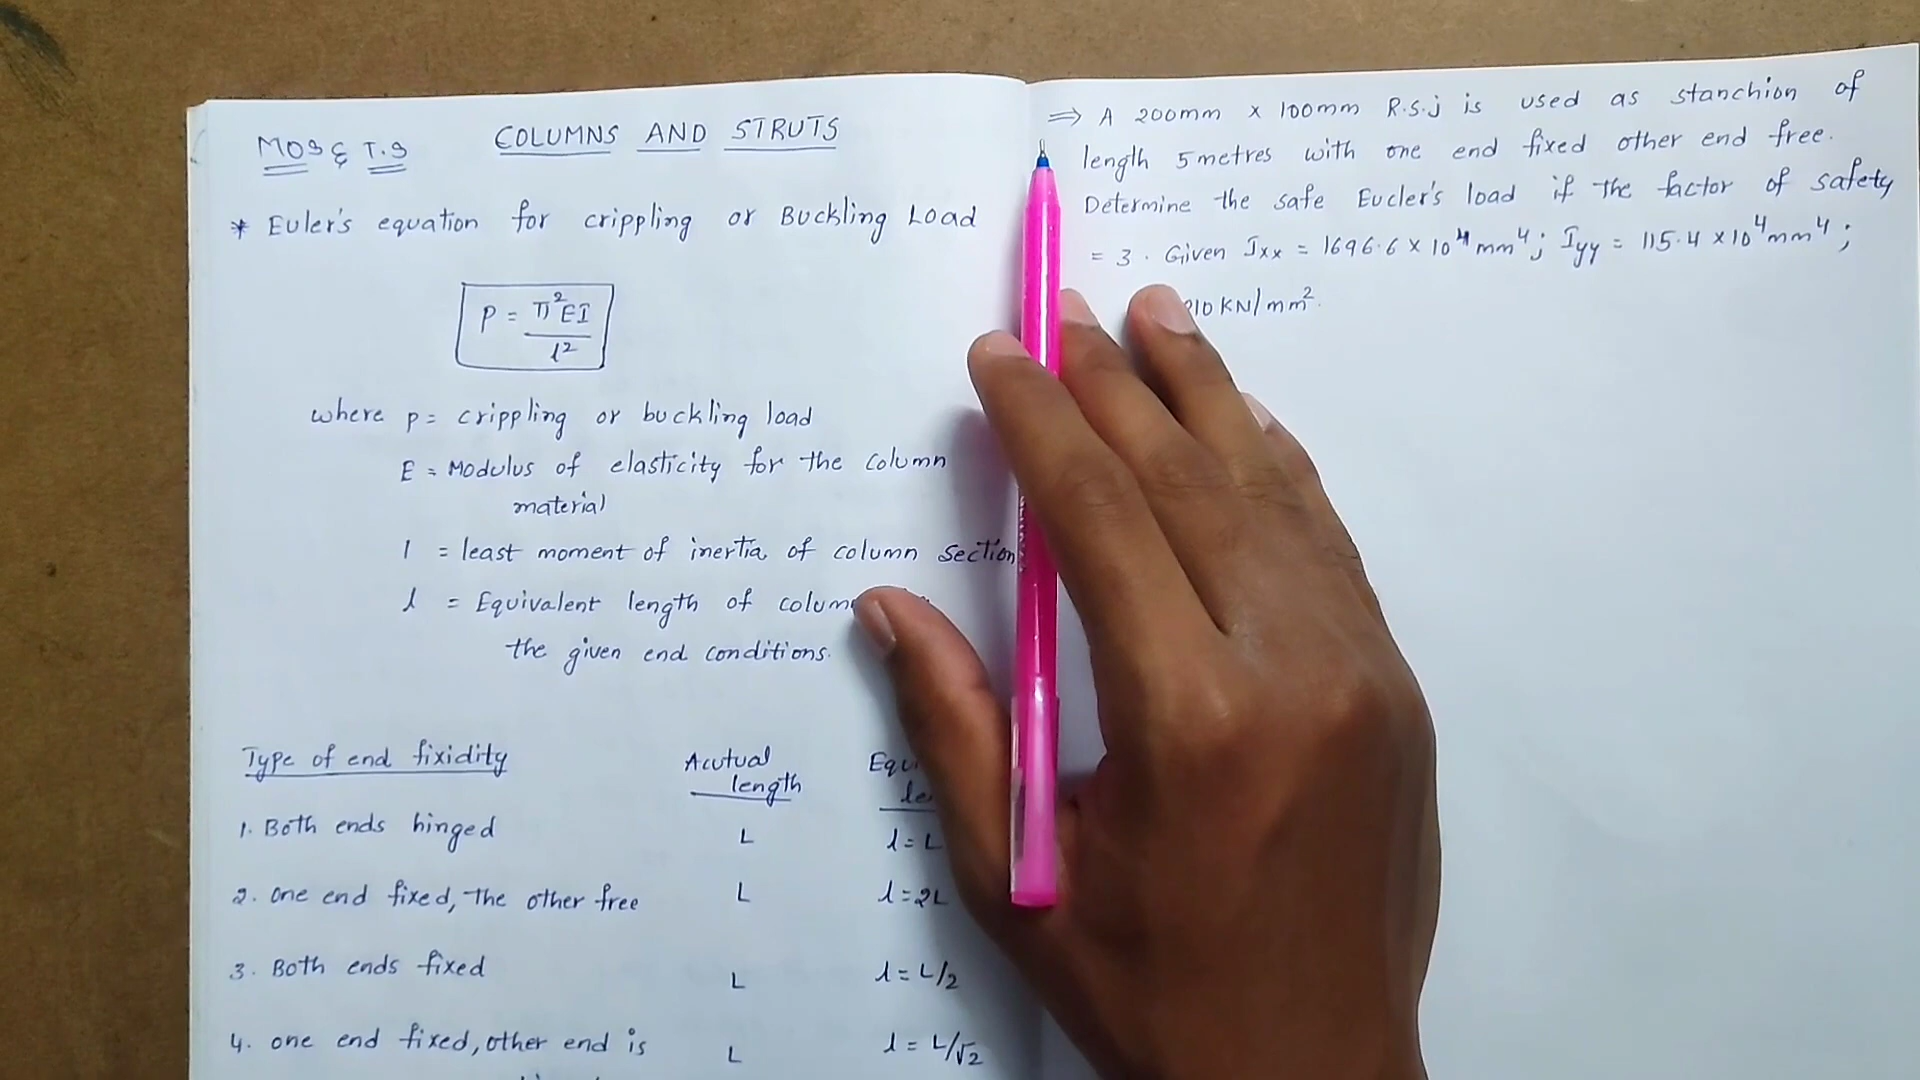 MOS & T.S
COLUMNS AND STRUTS
* Euler's equation for crippling or Buckling Load
P = π²EI / l²
where P = crippling or buckling load
E = Modulus of elasticity for the column
material
I = least moment of inertia of column section
l = Equivalent length of
the given end conditions.
Type of end fixidity Acutual length
1. Both ends hinged L l = L
2. one end fixed, The other free L l = 2L
3. Both ends fixed L l = L/2
4. one end fixed, other end is L l = L/√2
⇒ A 200mm x 100mm R.s.j is used as stanchion of
length 5 metres with one end fixed other end free.
Determine the safe Eucler's load if the factor of safety
= 3. Given Ixx = 1696.6 x 10⁴ mm⁴; Iyy = 115.4 x 10⁴ mm⁴;
210 KN/mm².